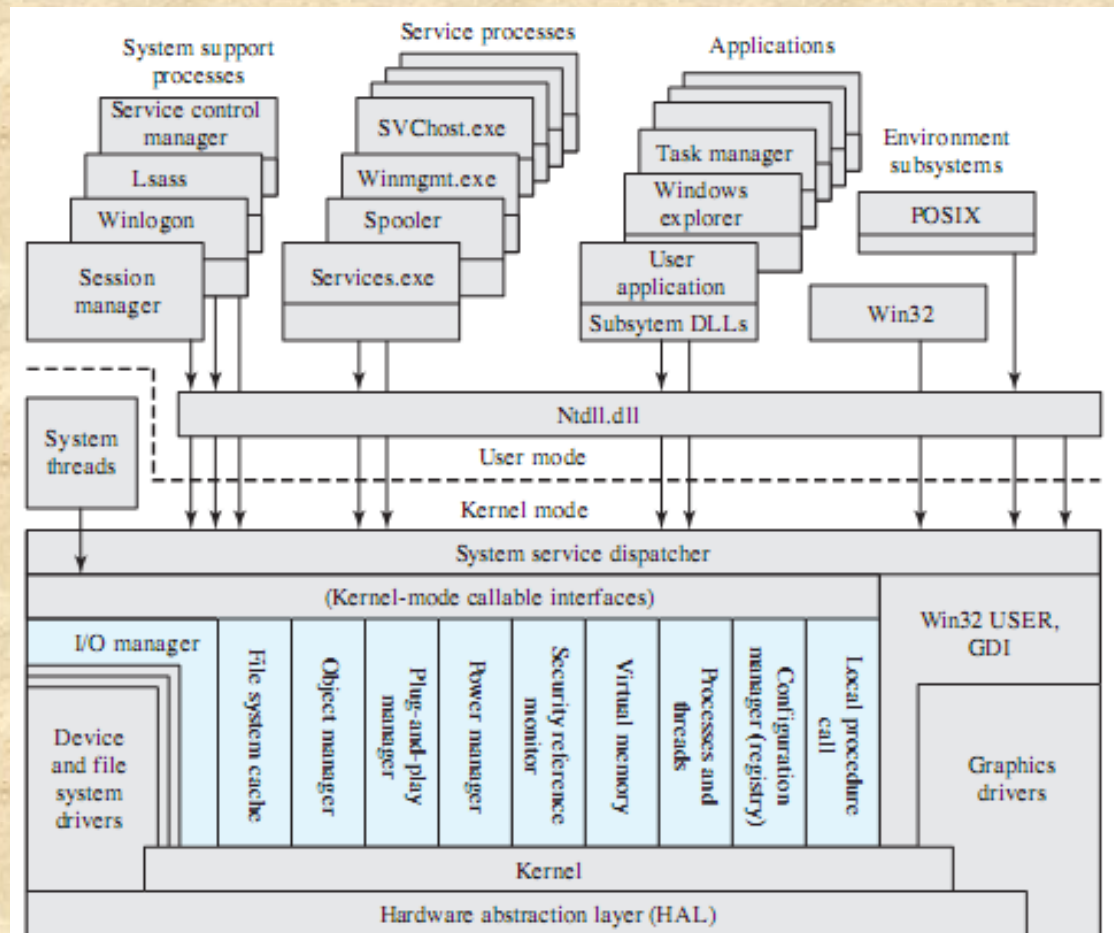 System support
processes
Service processes
Applications
Environment
subsystems
Service control
manager
Lsass
Winlogon
Session
manager
SVChost.exe
Winmgmt.exe
Spooler
Services.exe
Task manager
Windows
explorer
User
application
Subsytem DLLs
POSIX
Win32
Ntdll.dll
System
threads
User mode
Kernel mode
System service dispatcher
(Kernel-mode callable interfaces)
I/O manager
Device
and file
system
drivers
File system cache
Object manager
Plug-and-play
manager
Power manager
Security reference
monitor
Virtual memory
Processes and
threads
Configuration
manager (registry)
Local procedure
call
Win32 USER,
GDI
Graphics
drivers
Kernel
Hardware abstraction layer (HAL)